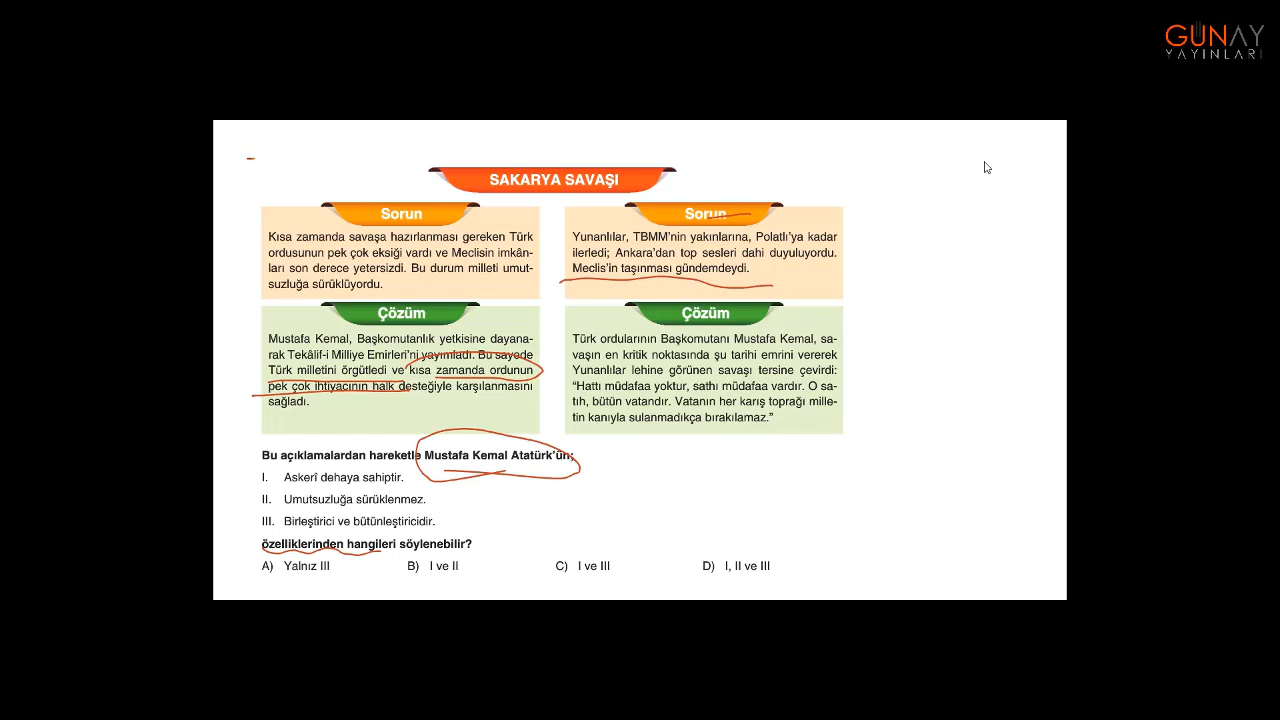 GÜNAY
YAYINLARI
SAKARYA SAVAŞI
Sorun
Kısa zamanda savaşa hazırlanması gereken Türk
ordusunun pek çok eksiği vardı ve Meclisin imkân-
ları son derece yetersizdi. Bu durum milleti umut-
suzluğa sürüklüyordu.
Sorun
Yunanlılar, TBMM'nin yakınlarına, Polatlı'ya kadar
ilerledi; Ankara'dan top sesleri dahi duyuluyordu.
Meclis'in taşınması gündemdeydi.
Çözüm
Mustafa Kemal, Başkomutanlık yetkisine dayana-
rak Tekâlif-i Milliye Emirleri'ni yayımladı. Bu sayede
Türk milletini örgütledi ve kısa zamanda ordunun
pek çok ihtiyacının halk desteğiyle karşılanmasını
sağladı.
Çözüm
Türk ordularının Başkomutanı Mustafa Kemal, sa-
vaşın en kritik noktasında şu tarihi emrini vererek
Yunanlılar lehine görünen savaşı tersine çevirdi:
"Hattı müdafaa yoktur, sathı müdafaa vardır. O sa-
tıh, bütün vatandır. Vatanın her karış toprağı mille-
tin kanıyla sulanmadıkça bırakılamaz."
Bu açıklamalardan hareketle Mustafa Kemal Atatürk'ün;
I. Askerî dehaya sahiptir.
II. Umutsuzluğa sürüklenmez.
III. Birleştirici ve bütünleştiricidir.
özelliklerinden hangileri söylenebilir?
A) Yalnız III B) I ve II C) I ve III D) I, II ve III